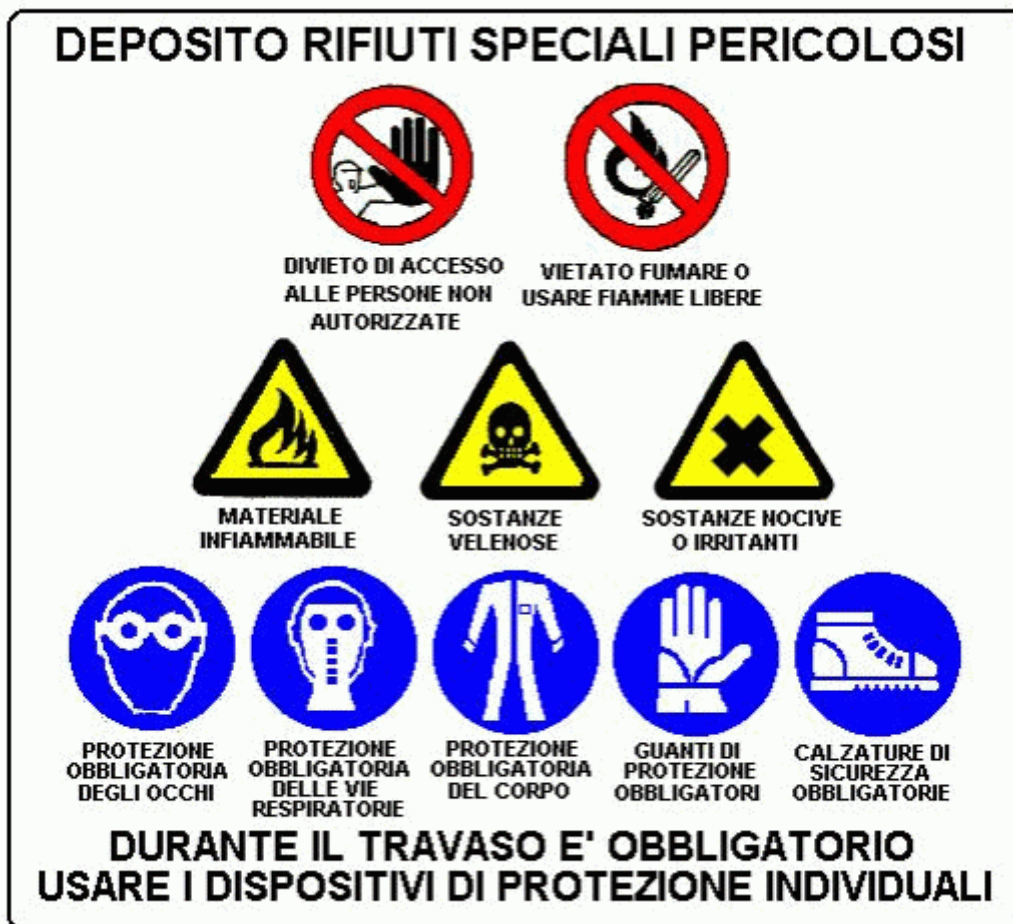 DEPOSITO RIFIUTI SPECIALI PERICOLOSI
DIVIETO DI ACCESSO
ALLE PERSONE NON
AUTORIZZATE
VIETATO FUMARE O
USARE FIAMME LIBERE
MATERIALE
INFIAMMABILE
SOSTANZE
VELENOSE
SOSTANZE NOCIVE
O IRRITANTI
PROTEZIONE
OBBLIGATORIA
DEGLI OCCHI
PROTEZIONE
OBBLIGATORIA
DELLE VIE
RESPIRATORIE
PROTEZIONE
OBBLIGATORIA
DEL CORPO
GUANTI DI
PROTEZIONE
OBBLIGATORI
CALZATURE DI
SICUREZZA
OBBLIGATORIE
DURANTE IL TRAVASO E' OBBLIGATORIO
USARE I DISPOSITIVI DI PROTEZIONE INDIVIDUALI